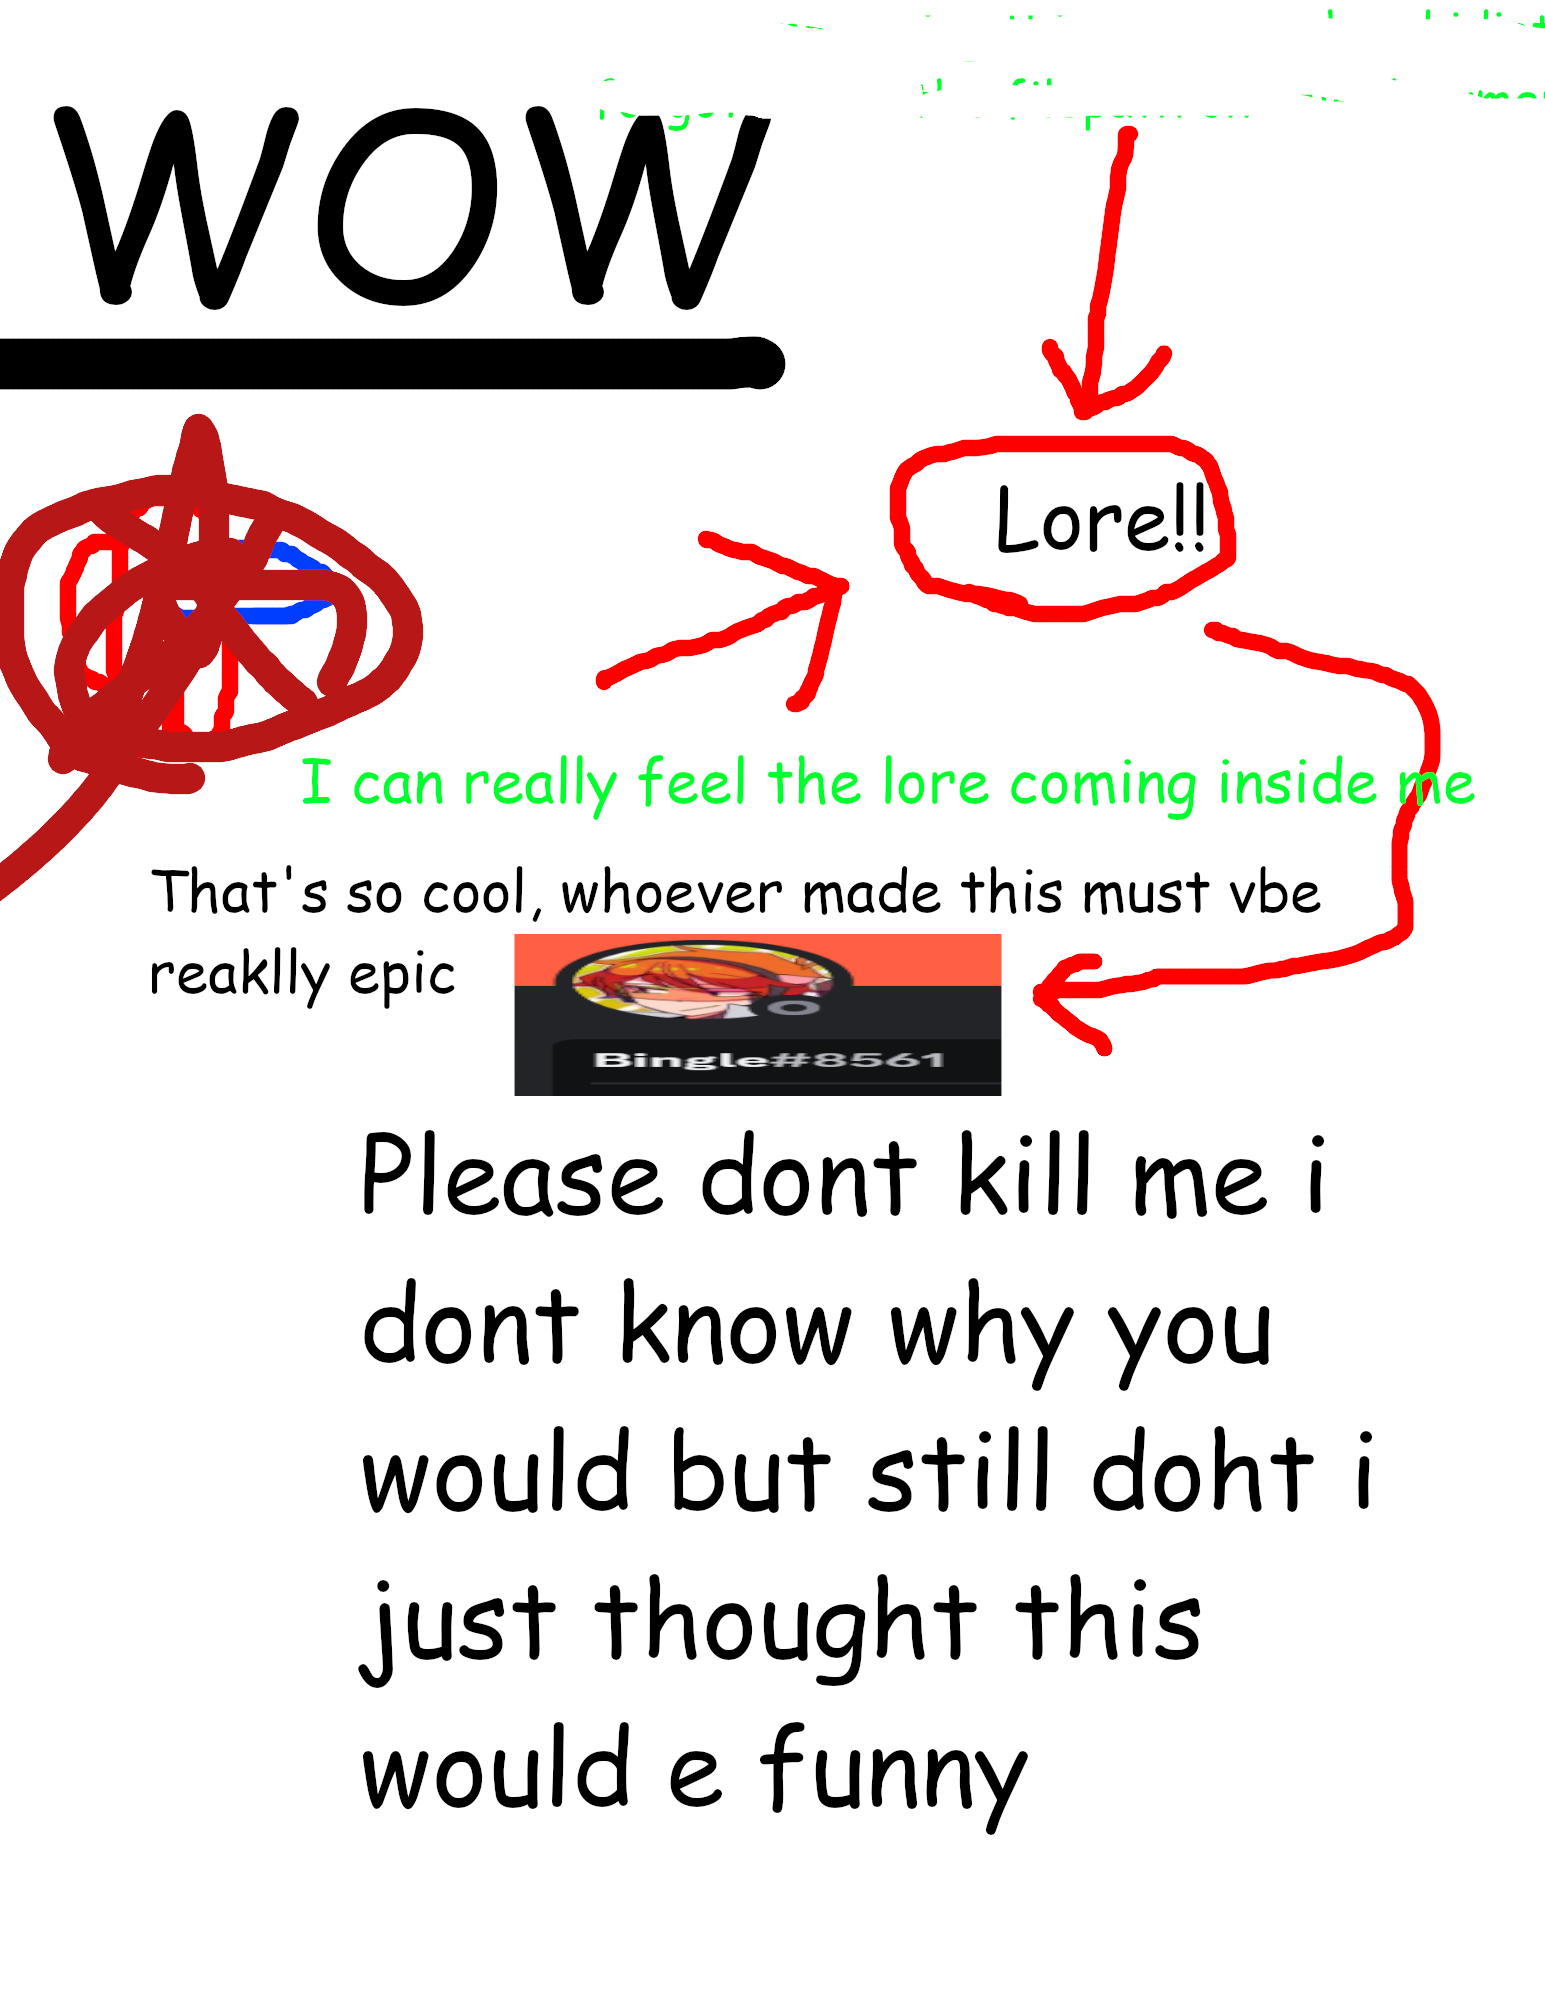 WOW
Lore!!
I can really feel the lore coming inside me
That's so cool, whoever made this must vbe
reaklly epic
Bingle#8561
Please dont kill me i
dont know why you
would but still doht i
just thought this
would e funny